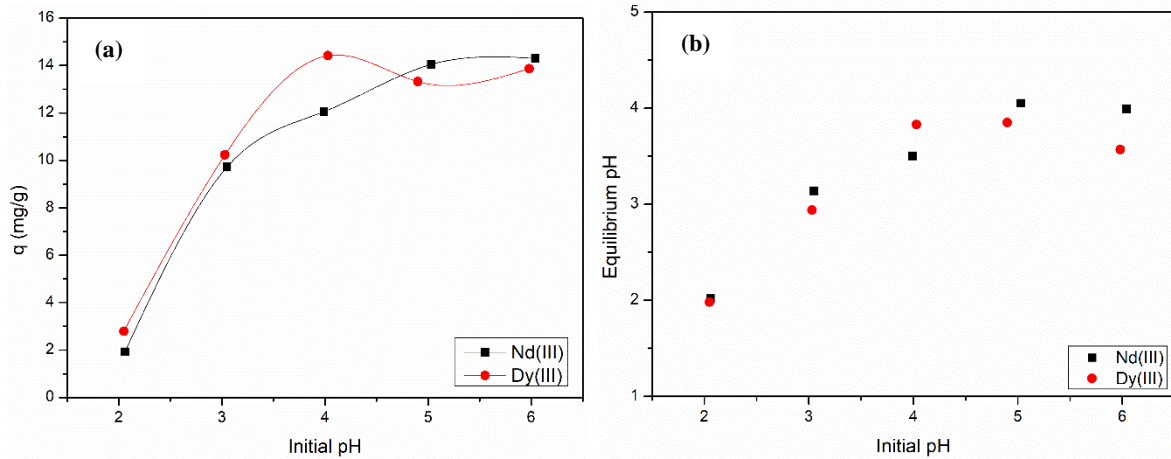 (a)
16
14
12
10
8
6
4
2
0
q (mg/g)
2 3 4 5 6
Initial pH
Nd(III)
Dy(III)
(b)
5
4
3
2
1
Equilibrium pH
2 3 4 5 6
Initial pH
Nd(III)
Dy(III)